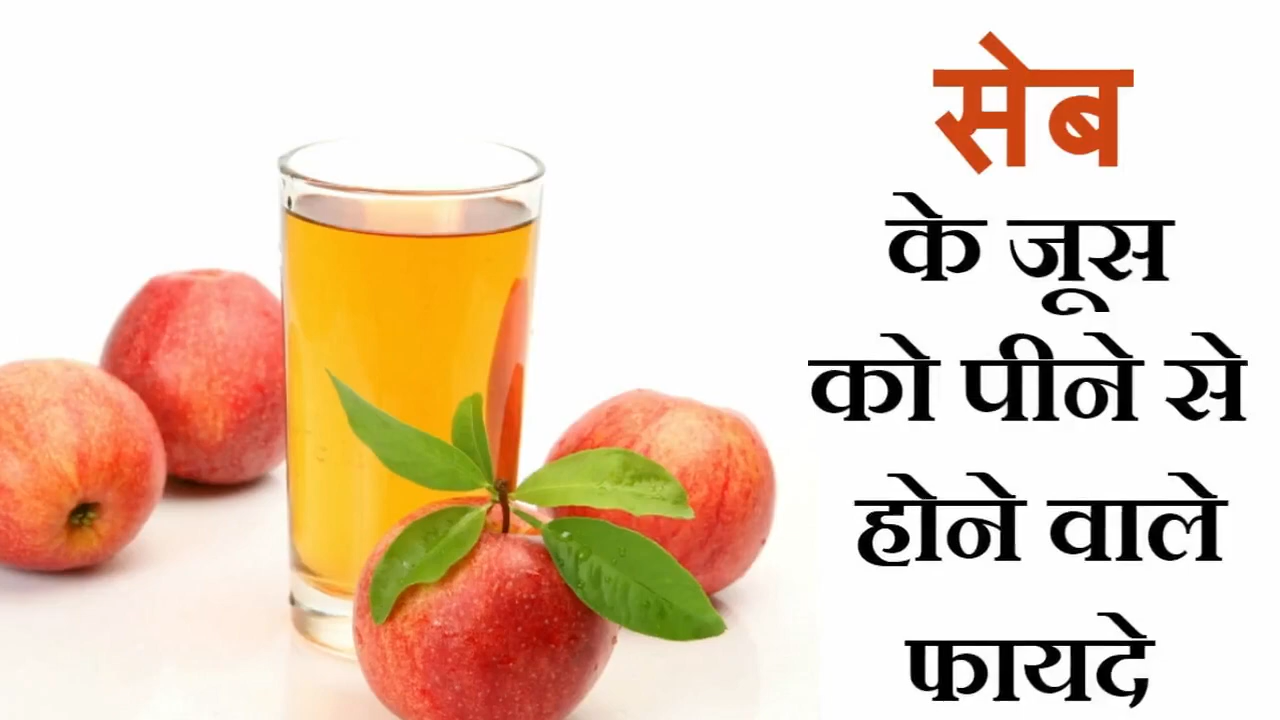 सेब
के जूस
को पीने से
होने वाले
फायदे